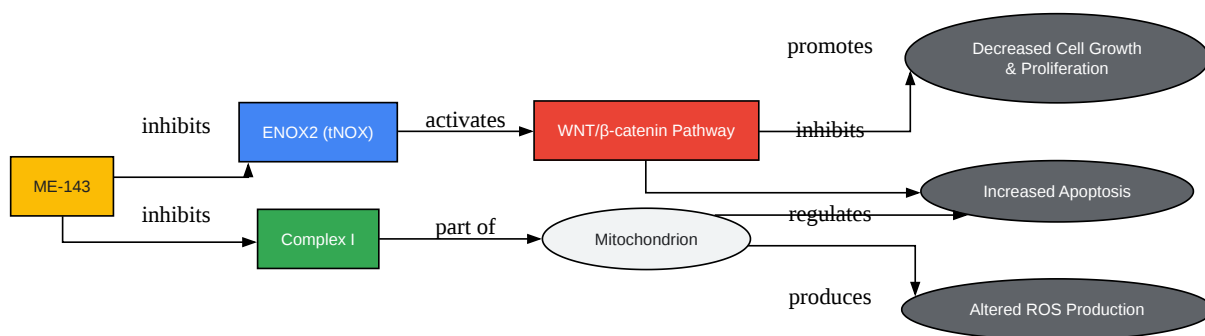 promotes
Decreased Cell Growth
& Proliferation
inhibits
ENOX2 (tNOX)
activates
WNT/β-catenin Pathway
inhibits
ME-143
Increased Apoptosis
inhibits
Complex I
part of
Mitochondrion
regulates
produces
Altered ROS Production